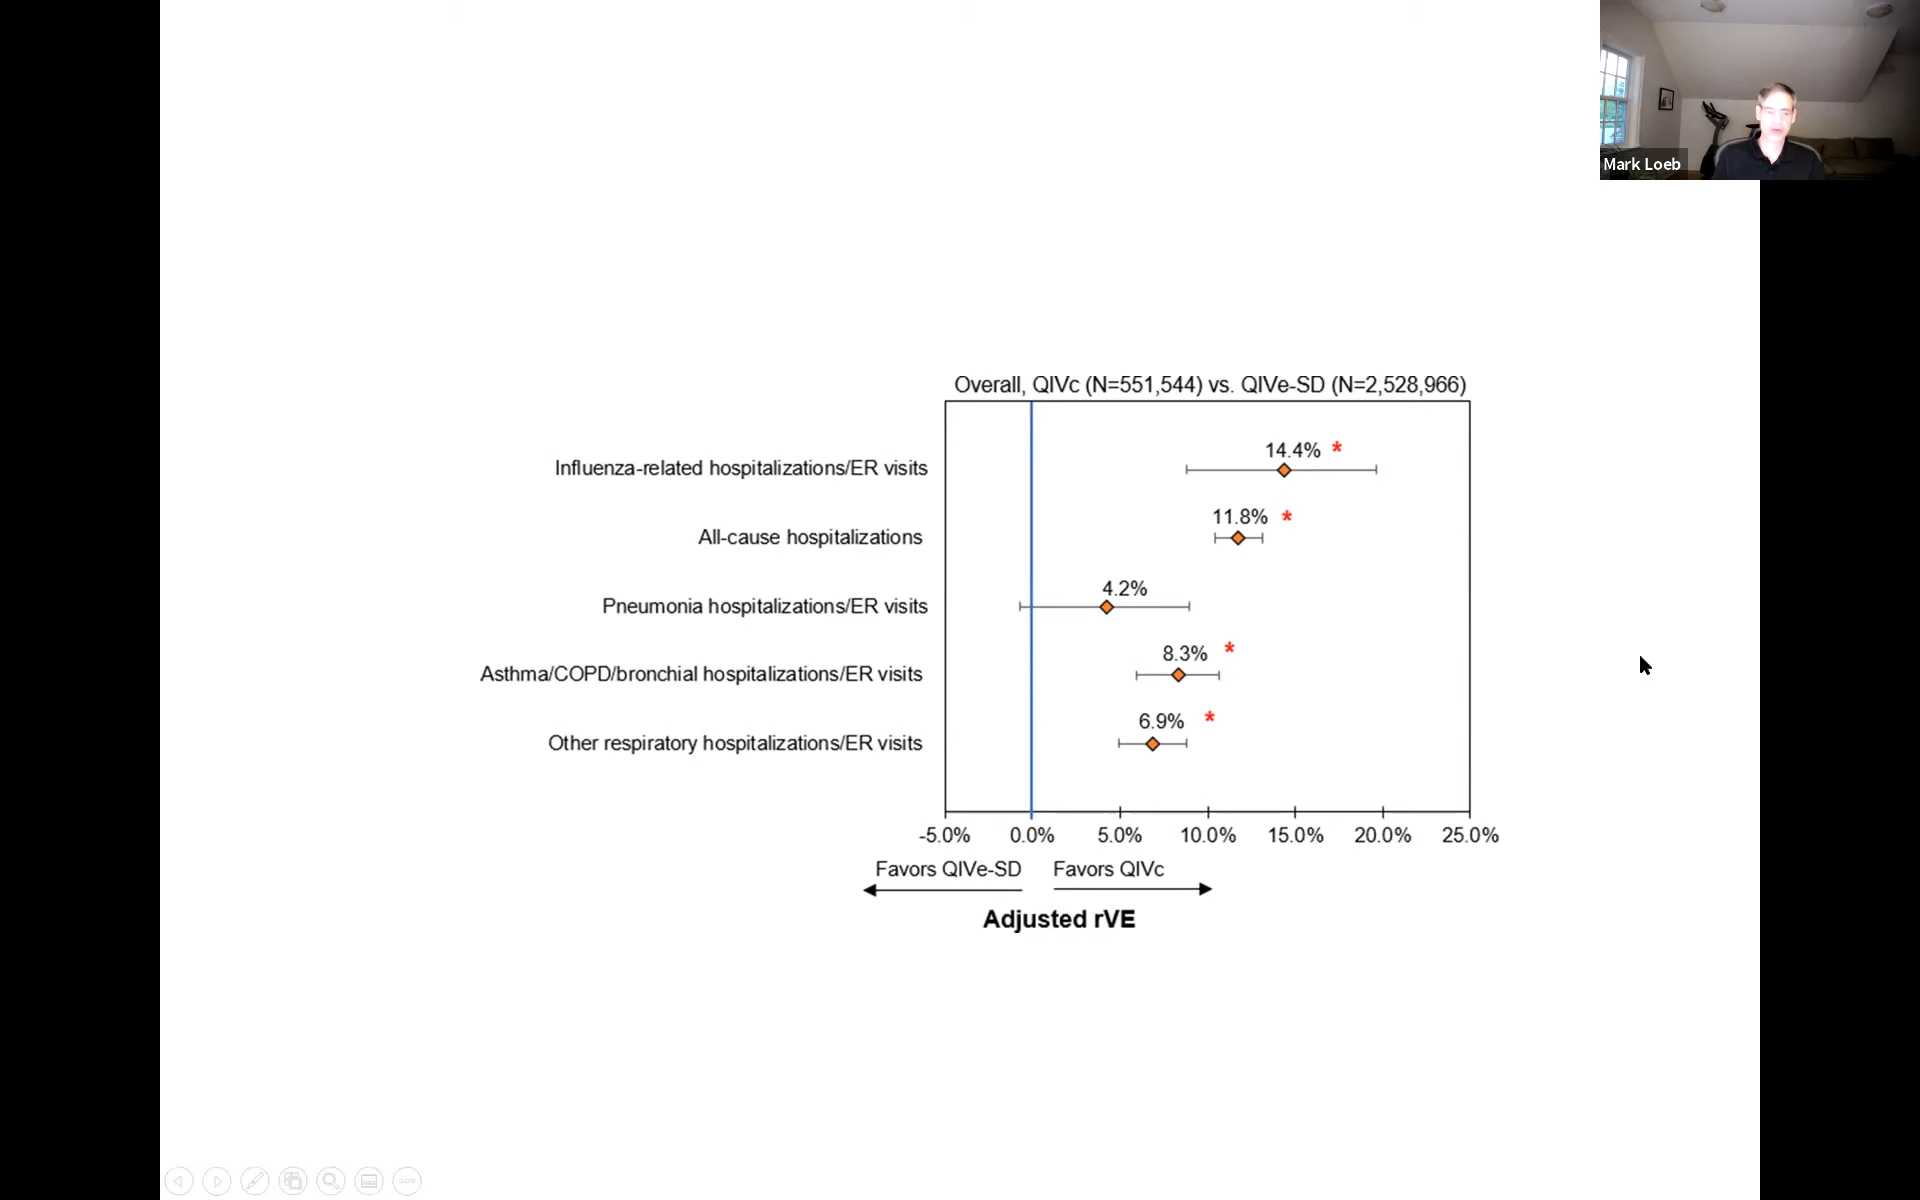 Mark Loeb
Overall, QIVc (N=551,544) vs. QIVe-SD (N=2,528,966)
14.4% *
Influenza-related hospitalizations/ER visits
11.8% *
All-cause hospitalizations
4.2%
Pneumonia hospitalizations/ER visits
8.3% *
Asthma/COPD/bronchial hospitalizations/ER visits
6.9% *
Other respiratory hospitalizations/ER visits
-5.0% 0.0% 5.0% 10.0% 15.0% 20.0% 25.0%
Favors QIVe-SD Favors QIVc
Adjusted rVE